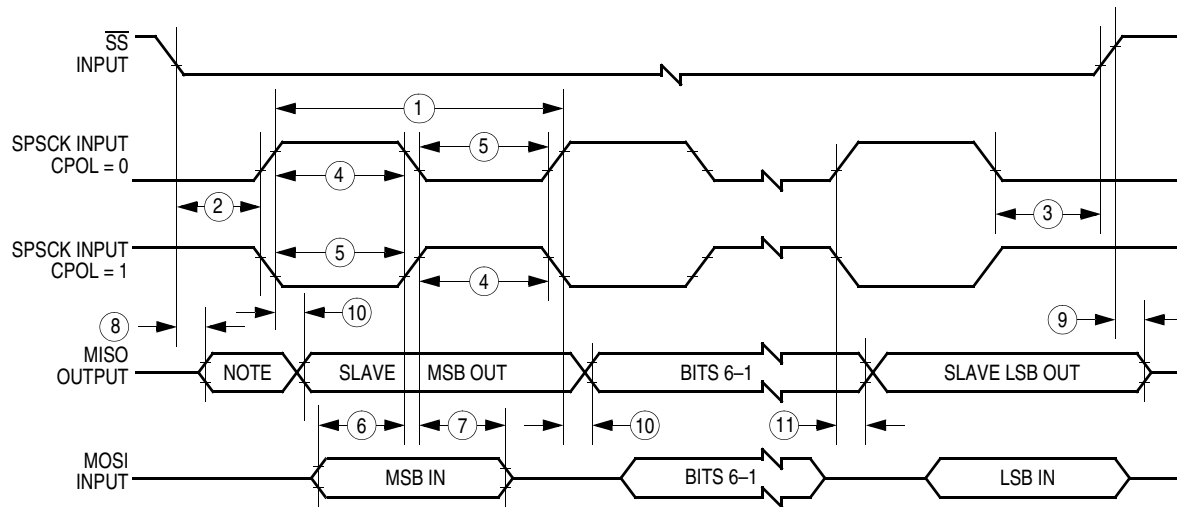 SS
INPUT
1
SPSCK INPUT
CPOL = 0
5
4
2
3
SPSCK INPUT
CPOL = 1
5
4
8
10
9
MISO
OUTPUT
NOTE
SLAVE MSB OUT
BITS 6–1
SLAVE LSB OUT
6
7
10
11
MOSI
INPUT
MSB IN
BITS 6–1
LSB IN